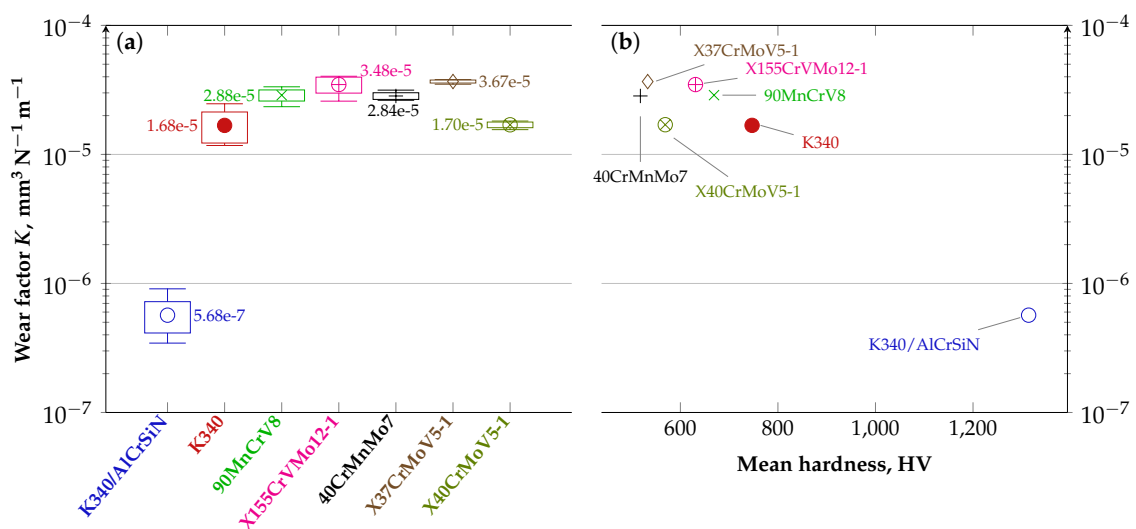 (a)
(b)
Wear factor K, mm³ N⁻¹ m⁻¹
10⁻⁴
10⁻⁵
10⁻⁶
10⁻⁷
5.68e-7
1.68e-5
2.88e-5
3.48e-5
2.84e-5
3.67e-5
1.70e-5
K340/AlCrSiN
K340
90MnCrV8
X155CrVMo12-1
40CrMnMo7
X37CrMoV5-1
X40CrMoV5-1
X37CrMoV5-1
X155CrVMo12-1
90MnCrV8
K340
40CrMnMo7
X40CrMoV5-1
K340/AlCrSiN
10⁻⁴
10⁻⁵
10⁻⁶
10⁻⁷
600
800
1,000
1,200
Mean hardness, HV